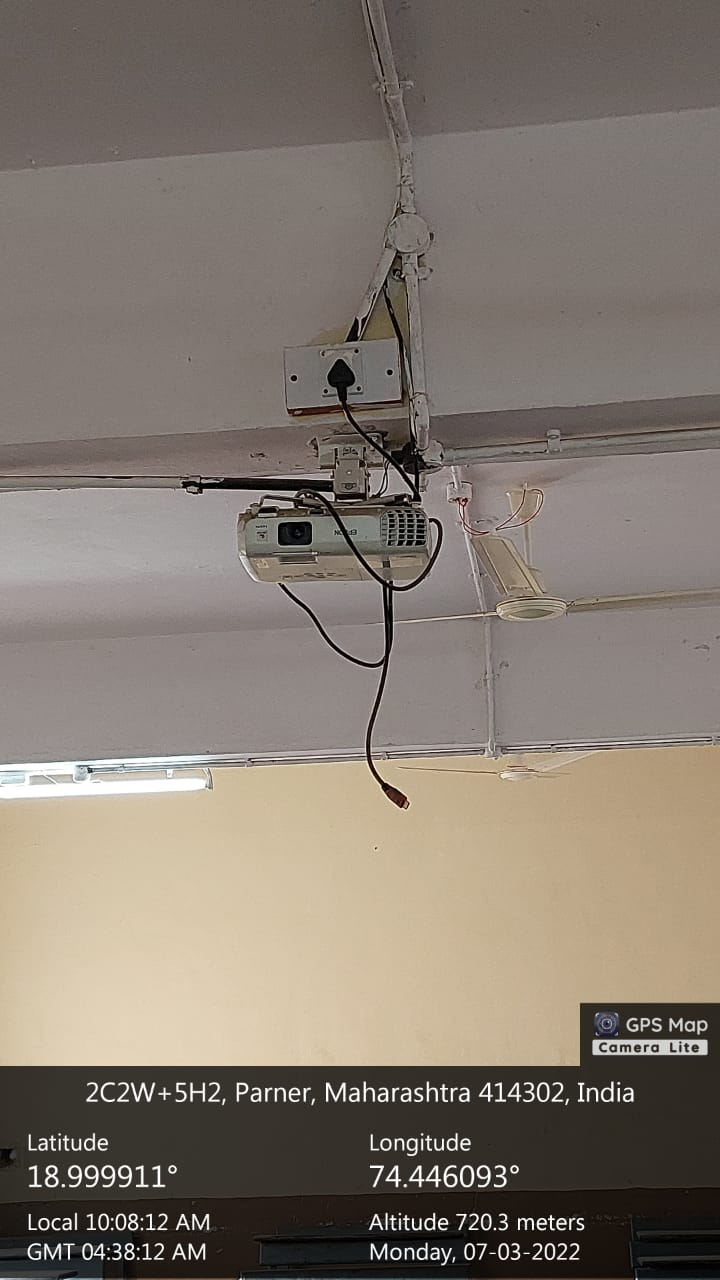 EPSON
GPS Map
Camera Lite
2C2W+5H2, Parner, Maharashtra 414302, India
Latitude
18.999911°
Longitude
74.446093°
Local 10:08:12 AM
GMT 04:38:12 AM
Altitude 720.3 meters
Monday, 07-03-2022